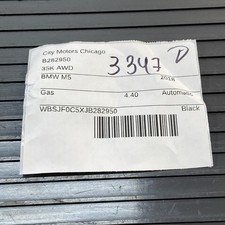 City Motors Chicago
B282950
3347 D
35K AWD
BMW M5 2018
Gas 4.40 Automatic
WBSJF0C5XJB282950 Black